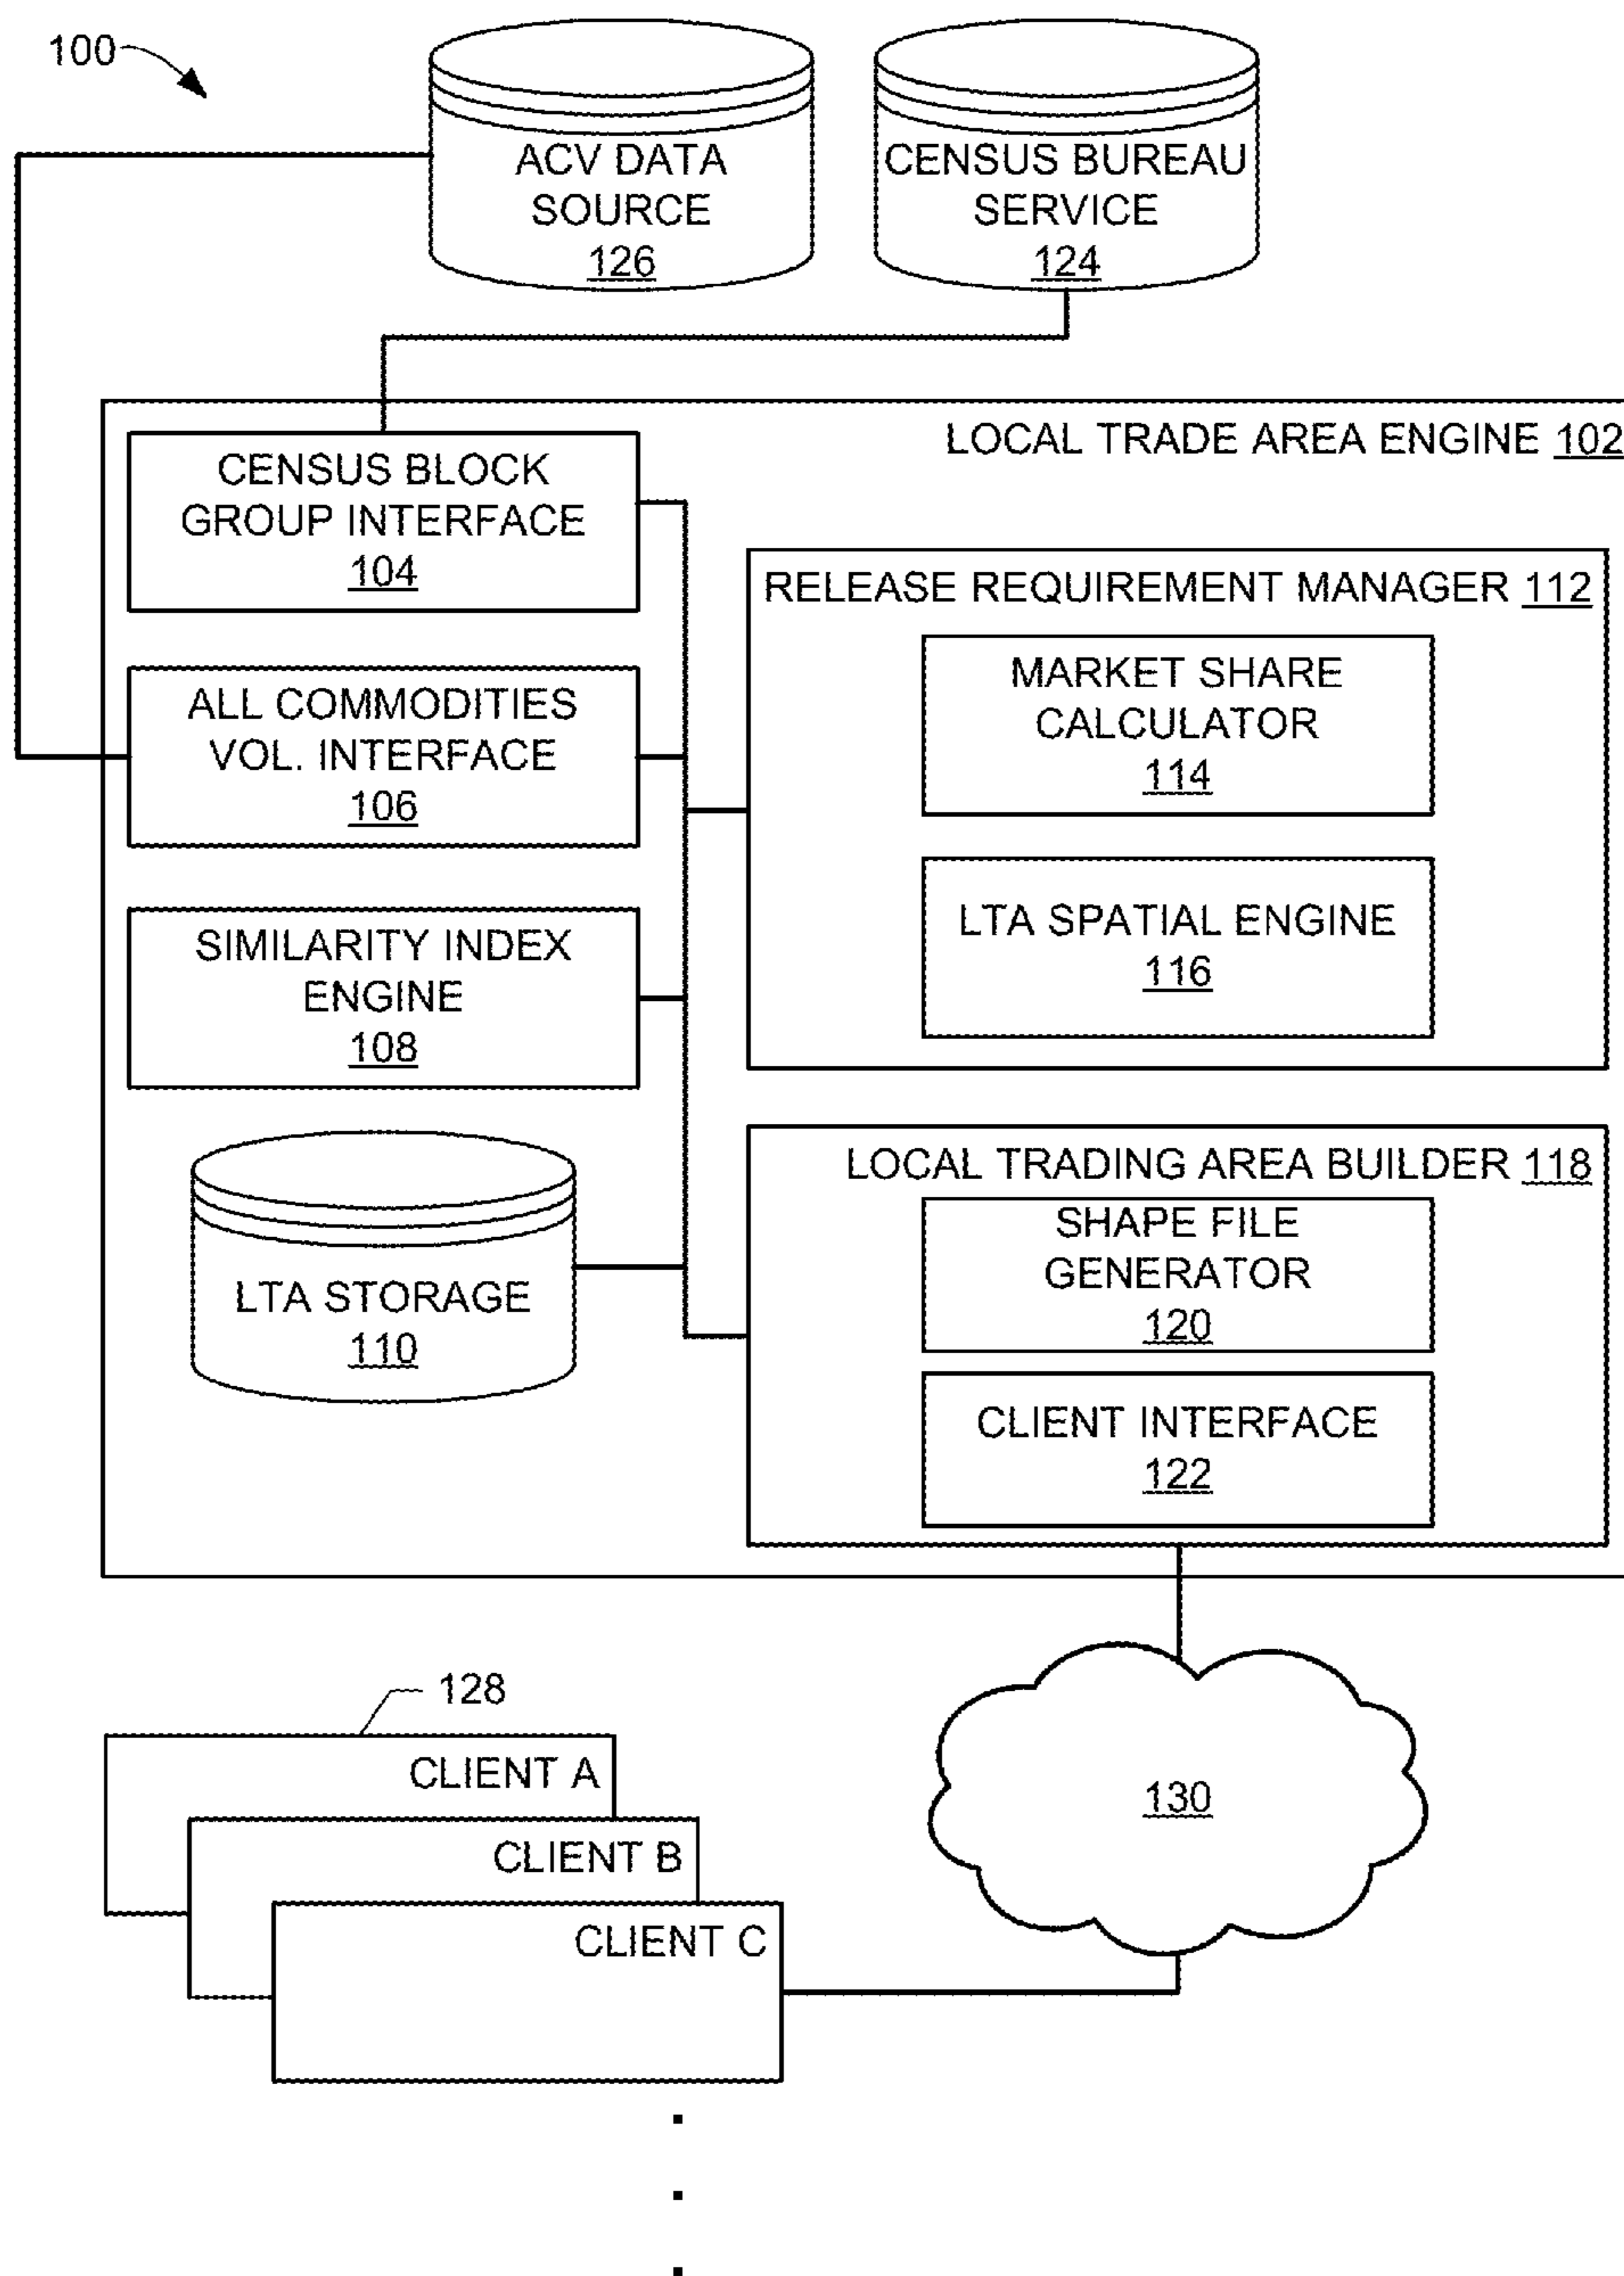 100
ACV DATA
SOURCE
126
CENSUS BUREAU
SERVICE
124
LOCAL TRADE AREA ENGINE 102
CENSUS BLOCK
GROUP INTERFACE
104
ALL COMMODITIES
VOL. INTERFACE
106
SIMILARITY INDEX
ENGINE
108
LTA STORAGE
110
RELEASE REQUIREMENT MANAGER 112
MARKET SHARE
CALCULATOR
114
LTA SPATIAL ENGINE
116
LOCAL TRADING AREA BUILDER 118
SHAPE FILE
GENERATOR
120
CLIENT INTERFACE
122
128
CLIENT A
CLIENT B
CLIENT C
130